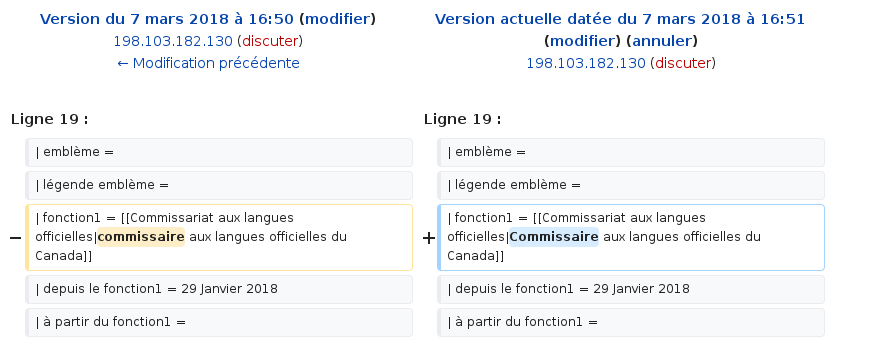 Version du 7 mars 2018 à 16:50 (modifier)
198.103.182.130 (discuter)
← Modification précédente
Version actuelle datée du 7 mars 2018 à 16:51
(modifier) (annuler)
198.103.182.130 (discuter)
Ligne 19 :
Ligne 19 :
| emblème =
| emblème =
| légende emblème =
| légende emblème =
− | fonction1 = [[Commissariat aux langues
officielles|commissaire aux langues officielles du
Canada]]
+ | fonction1 = [[Commissariat aux langues
officielles|Commissaire aux langues officielles du
Canada]]
| depuis le fonction1 = 29 Janvier 2018
| depuis le fonction1 = 29 Janvier 2018
| à partir du fonction1 =
| à partir du fonction1 =